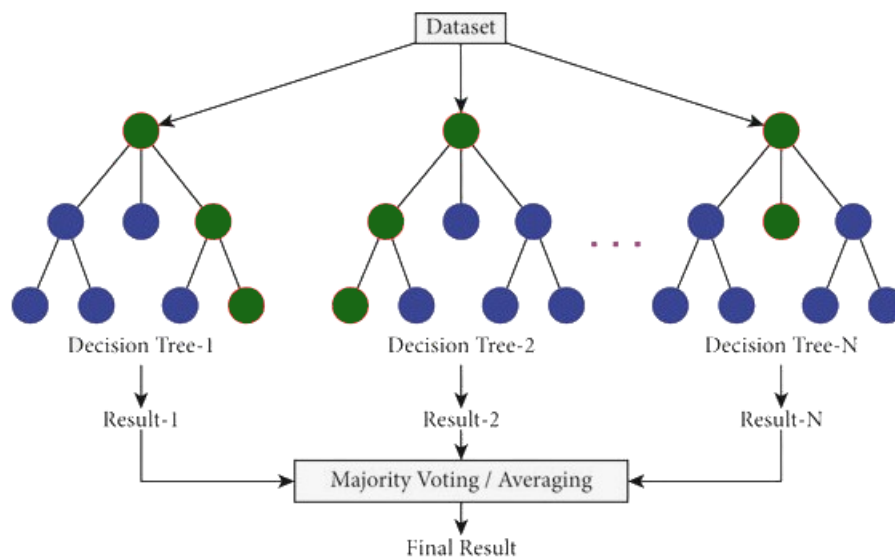 Dataset
. . .
Decision Tree-1
Decision Tree-2
Decision Tree-N
Result-1
Result-2
Result-N
Majority Voting / Averaging
Final Result